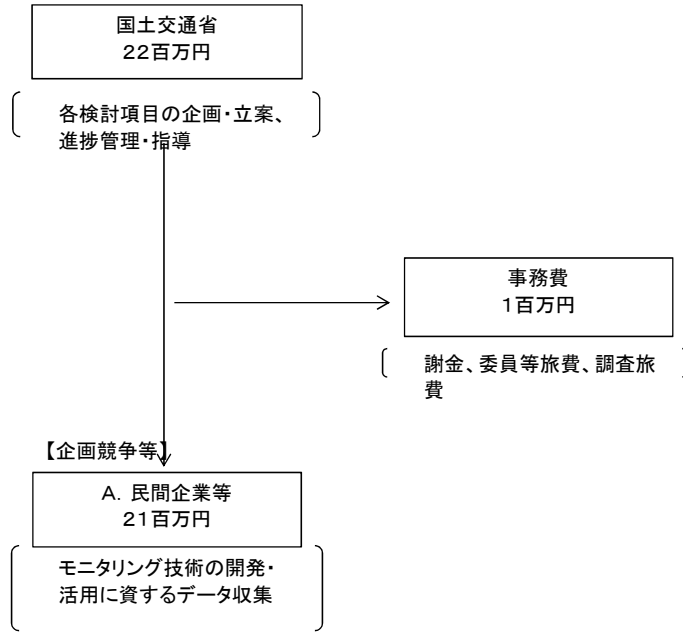 国土交通省
22百万円
各検討項目の企画・立案、
進捗管理・指導
事務費
1百万円
謝金、委員等旅費、調査旅
費
【企画競争等】
A．民間企業等
21百万円
モニタリング技術の開発・
活用に資するデータ収集